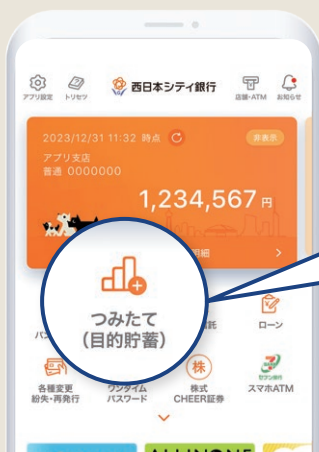 アプリ設定
トリセツ
西日本シティ銀行
店舗・ATM
お知らせ
2023/12/31 11:32 時点
非表示
アプリ支店
普通 0000000
1,234,567 円
明細
つみたて
(目的貯蓄)
ローン
各種変更
紛失・再発行
ワンタイム
パスワード
株
株式
CHEER証券
セブン銀行
スマホATM